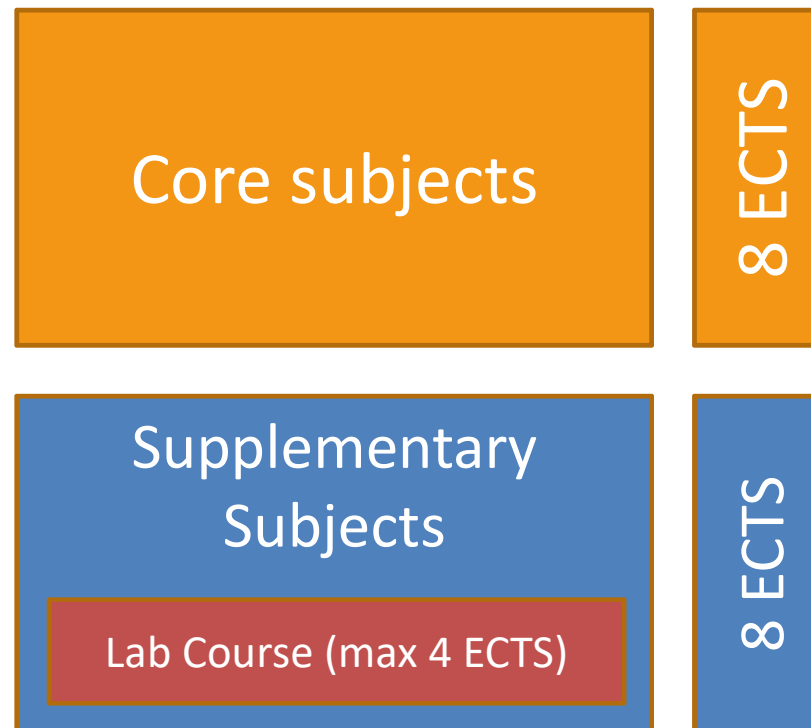 Core subjects
8 ECTS
Supplementary
Subjects
Lab Course (max 4 ECTS)
8 ECTS